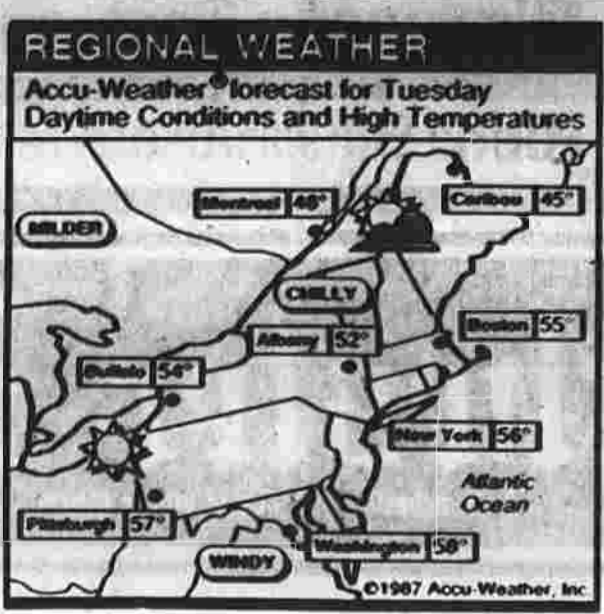 REGIONAL WEATHER
Accu-Weather® forecast for Tuesday
Daytime Conditions and High Temperatures
Montreal 48°
Caribou 45°
MILDER
CHILLY
Boston 55°
Albany 52°
Buffalo 54°
New York 56°
Atlantic
Ocean
Pittsburgh 57°
Washington 58°
WINDY
©1987 Accu-Weather, Inc